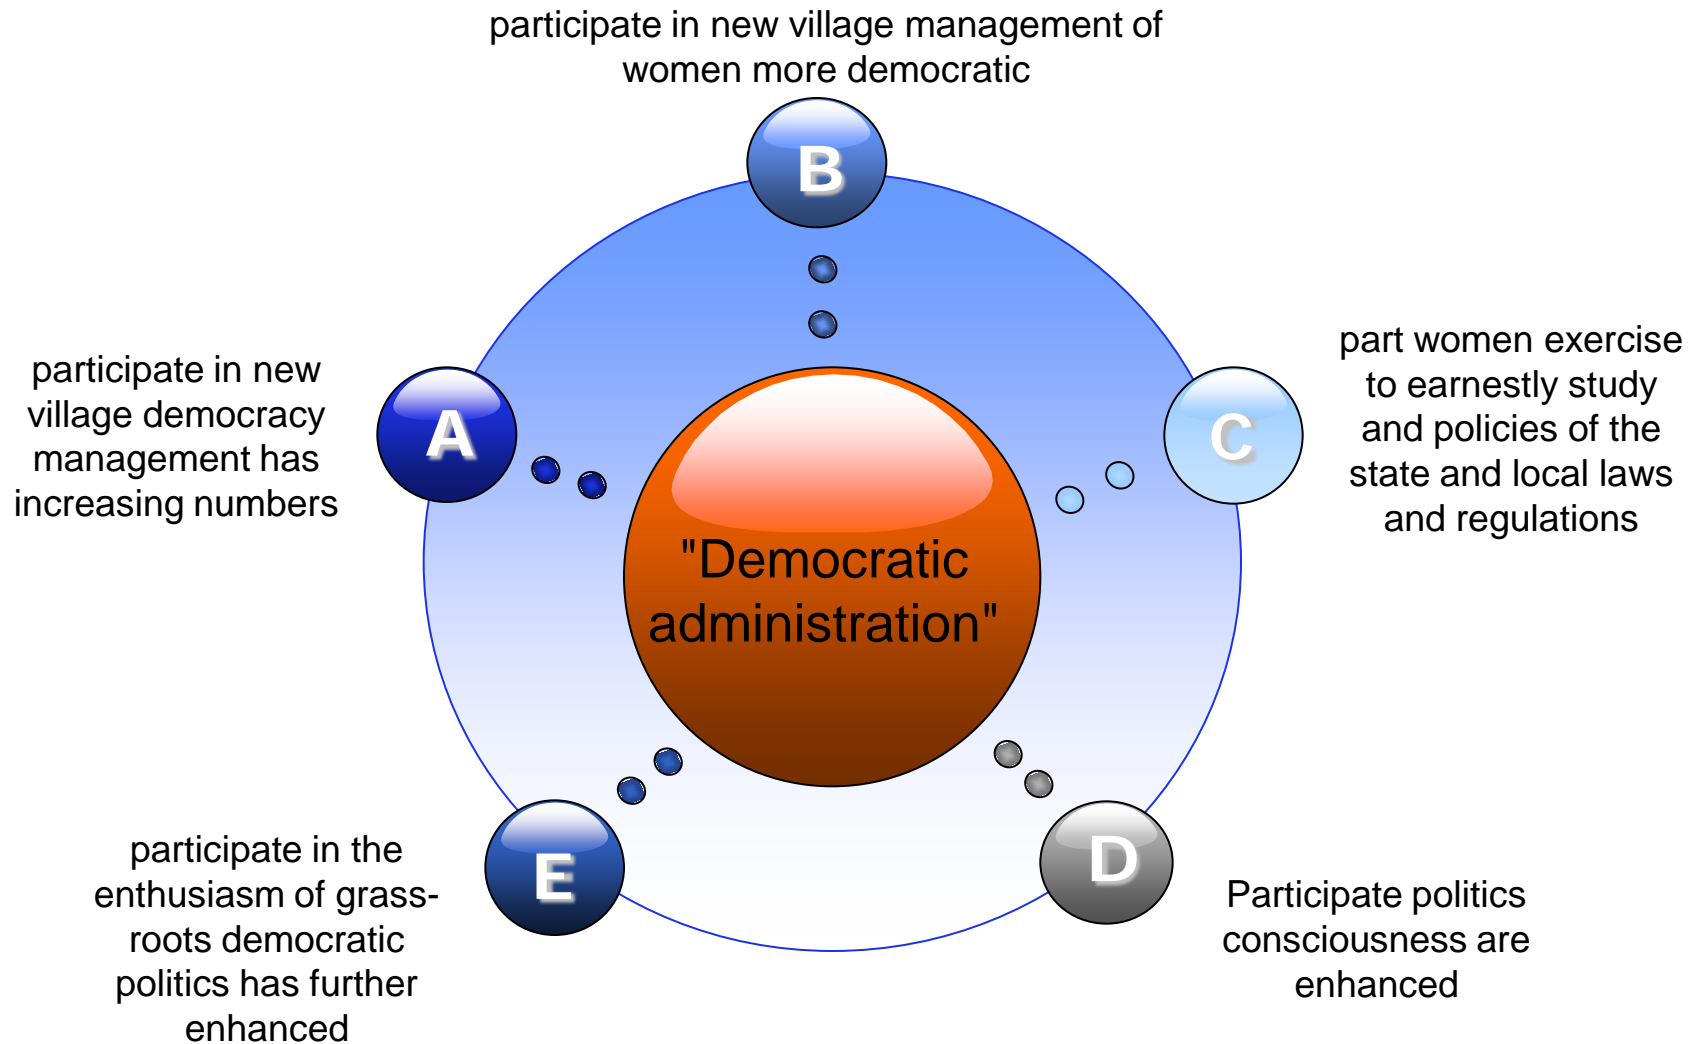 participate in new village management of
women more democratic
B
participate in new
village democracy
management has
increasing numbers
A
part women exercise
to earnestly study
and policies of the
state and local laws
and regulations
C
"Democratic
administration"
participate in the
enthusiasm of grass-
roots democratic
politics has further
enhanced
E
D
Participate politics
consciousness are
enhanced